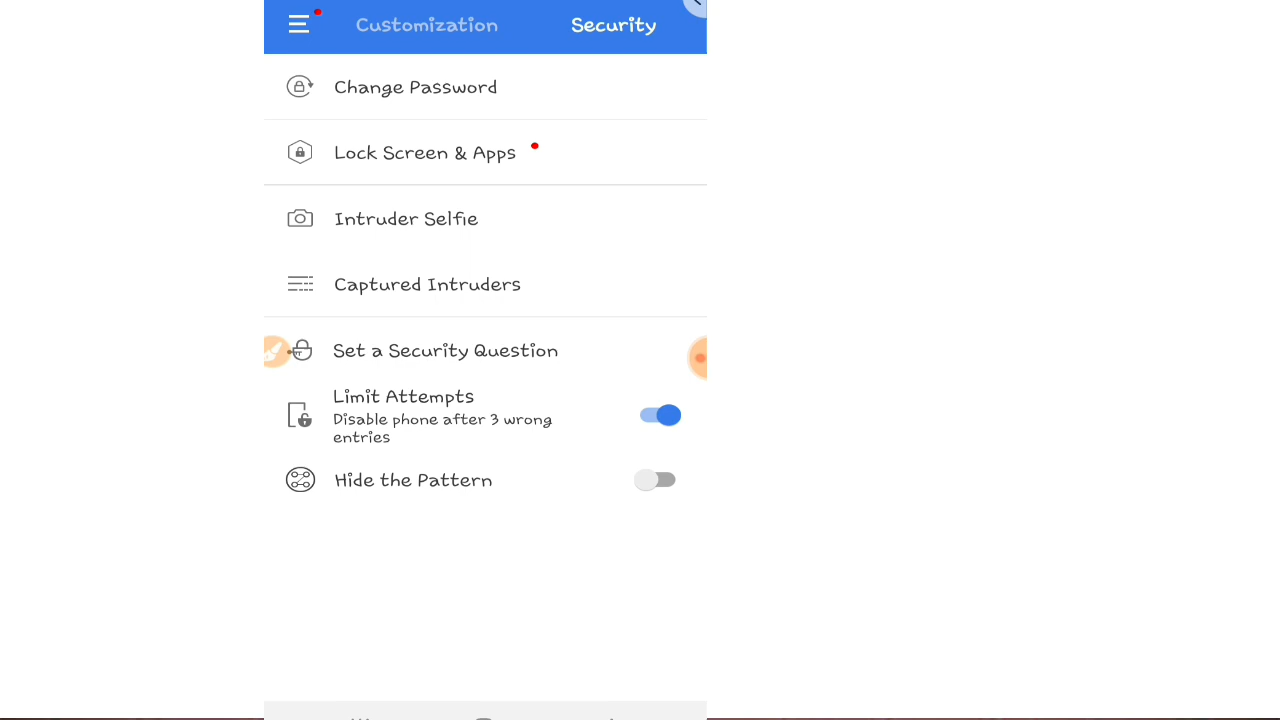 Customization Security
Change Password
Lock Screen & Apps
Intruder Selfie
Captured Intruders
Set a Security Question
Limit Attempts
Disable phone after 3 wrong
entries
Hide the Pattern